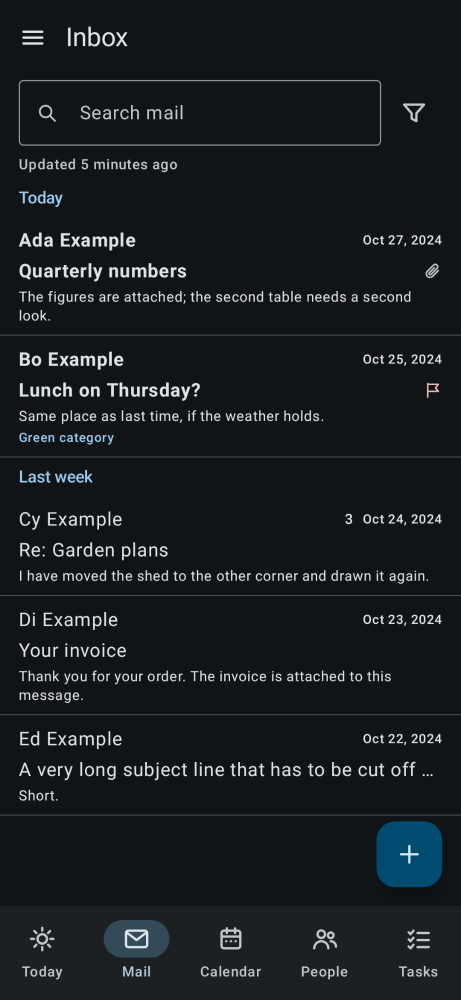 Inbox
Search mail
Updated 5 minutes ago
Today
Ada Example Oct 27, 2024
Quarterly numbers
The figures are attached; the second table needs a second
look.
Bo Example Oct 25, 2024
Lunch on Thursday?
Same place as last time, if the weather holds.
Green category
Last week
Cy Example 3 Oct 24, 2024
Re: Garden plans
I have moved the shed to the other corner and drawn it again.
Di Example Oct 23, 2024
Your invoice
Thank you for your order. The invoice is attached to this
message.
Ed Example Oct 22, 2024
A very long subject line that has to be cut off …
Short.
Today Mail Calendar People Tasks